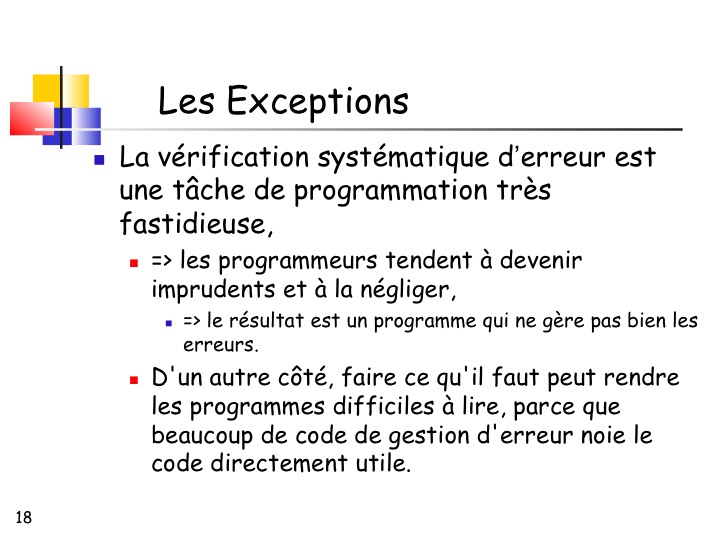 Les Exceptions
La vérification systématique d’erreur est
une tâche de programmation très
fastidieuse,
=> les programmeurs tendent à devenir
imprudents et à la négliger,
=> le résultat est un programme qui ne gère pas bien les
erreurs.
D'un autre côté, faire ce qu'il faut peut rendre
les programmes difficiles à lire, parce que
beaucoup de code de gestion d'erreur noie le
code directement utile.
18